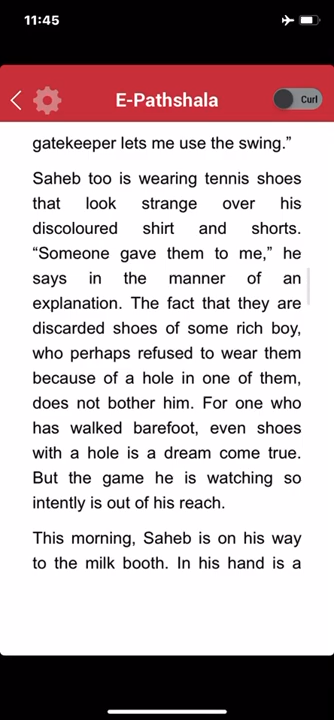 11:45
E-Pathshala
Curl
gatekeeper lets me use the swing.”
Saheb too is wearing tennis shoes
that look strange over his
discoloured shirt and shorts.
“Someone gave them to me,” he
says in the manner of an
explanation. The fact that they are
discarded shoes of some rich boy,
who perhaps refused to wear them
because of a hole in one of them,
does not bother him. For one who
has walked barefoot, even shoes
with a hole is a dream come true.
But the game he is watching so
intently is out of his reach.
This morning, Saheb is on his way
to the milk booth. In his hand is a